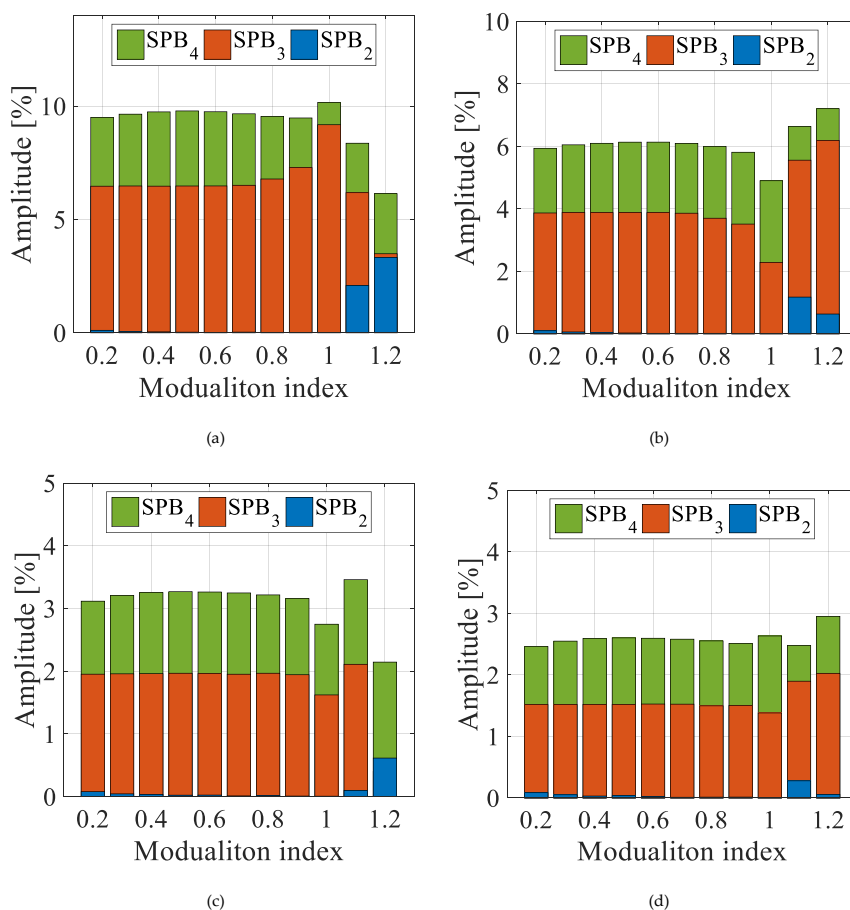 SPB4 SPB3 SPB2
Amplitude [%]
10
5
0
0.2 0.4 0.6 0.8 1 1.2
Modualiton index
(a)
SPB4 SPB3 SPB2
Amplitude [%]
10
8
6
4
2
0
0.2 0.4 0.6 0.8 1 1.2
Modualiton index
(b)
SPB4 SPB3 SPB2
Amplitude [%]
5
4
3
2
1
0
0.2 0.4 0.6 0.8 1 1.2
Modualiton index
(c)
SPB4 SPB3 SPB2
Amplitude [%]
5
4
3
2
1
0
0.2 0.4 0.6 0.8 1 1.2
Modualiton index
(d)